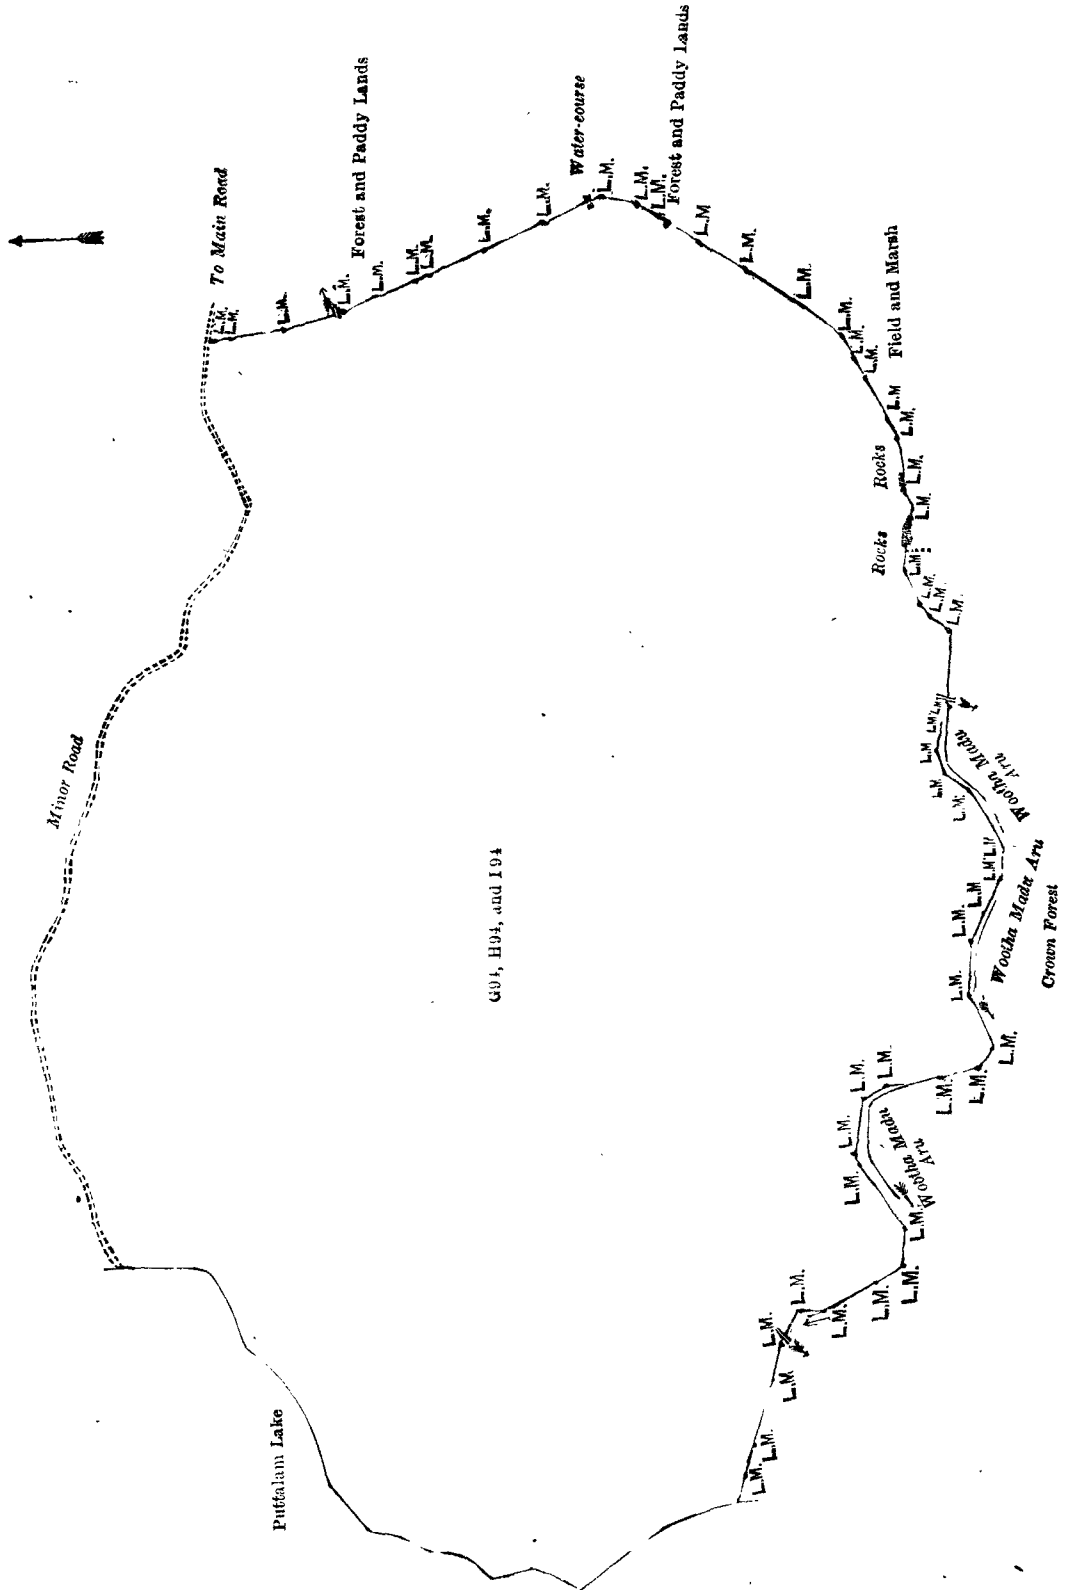 Minor Road
To Main Road
L.M.
L.M.
L.M.
Forest and Paddy Lands
L.M.
L.M.
L.M.
L.M.
L.M.
L.M.
Water-course
L.M.
L.M.
L.M.
Forest and Paddy Lands
L.M
L.M.
L.M.
L.M.
L.M.
L.M.
Field and Marsh
L.M
L.M.
Rocks
L.M.
L.M.
Rocks
L.M.
L.M.
L.M.
L.M.
L.M
L.M
L.M
L.M
L.M.
Wootha Madu
Aru
L.M
L.M
L.M
L.M.
Wootha Madu Aru
Crown Forest
L.M.
L.M.
L.M.
L.M.
L.M.
L.M.
L.M.
L.M.
Wootha Madu
Aru
L.M.
L.M.
L.M.
L.M.
L.M.
L.M.
L.M
L.M.
L.M.
Puttalam Lake
G94, H94, and I94